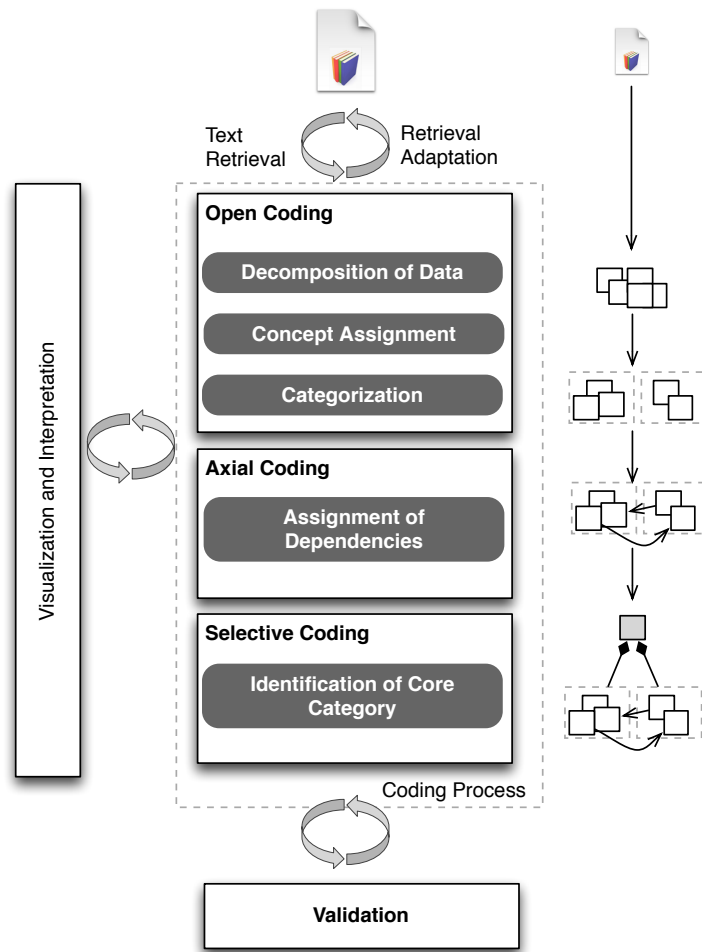 Text
Retrieval
Retrieval
Adaptation
Visualization and Interpretation
Open Coding
Decomposition of Data
Concept Assignment
Categorization
Axial Coding
Assignment of
Dependencies
Selective Coding
Identification of Core
Category
Coding Process
Validation